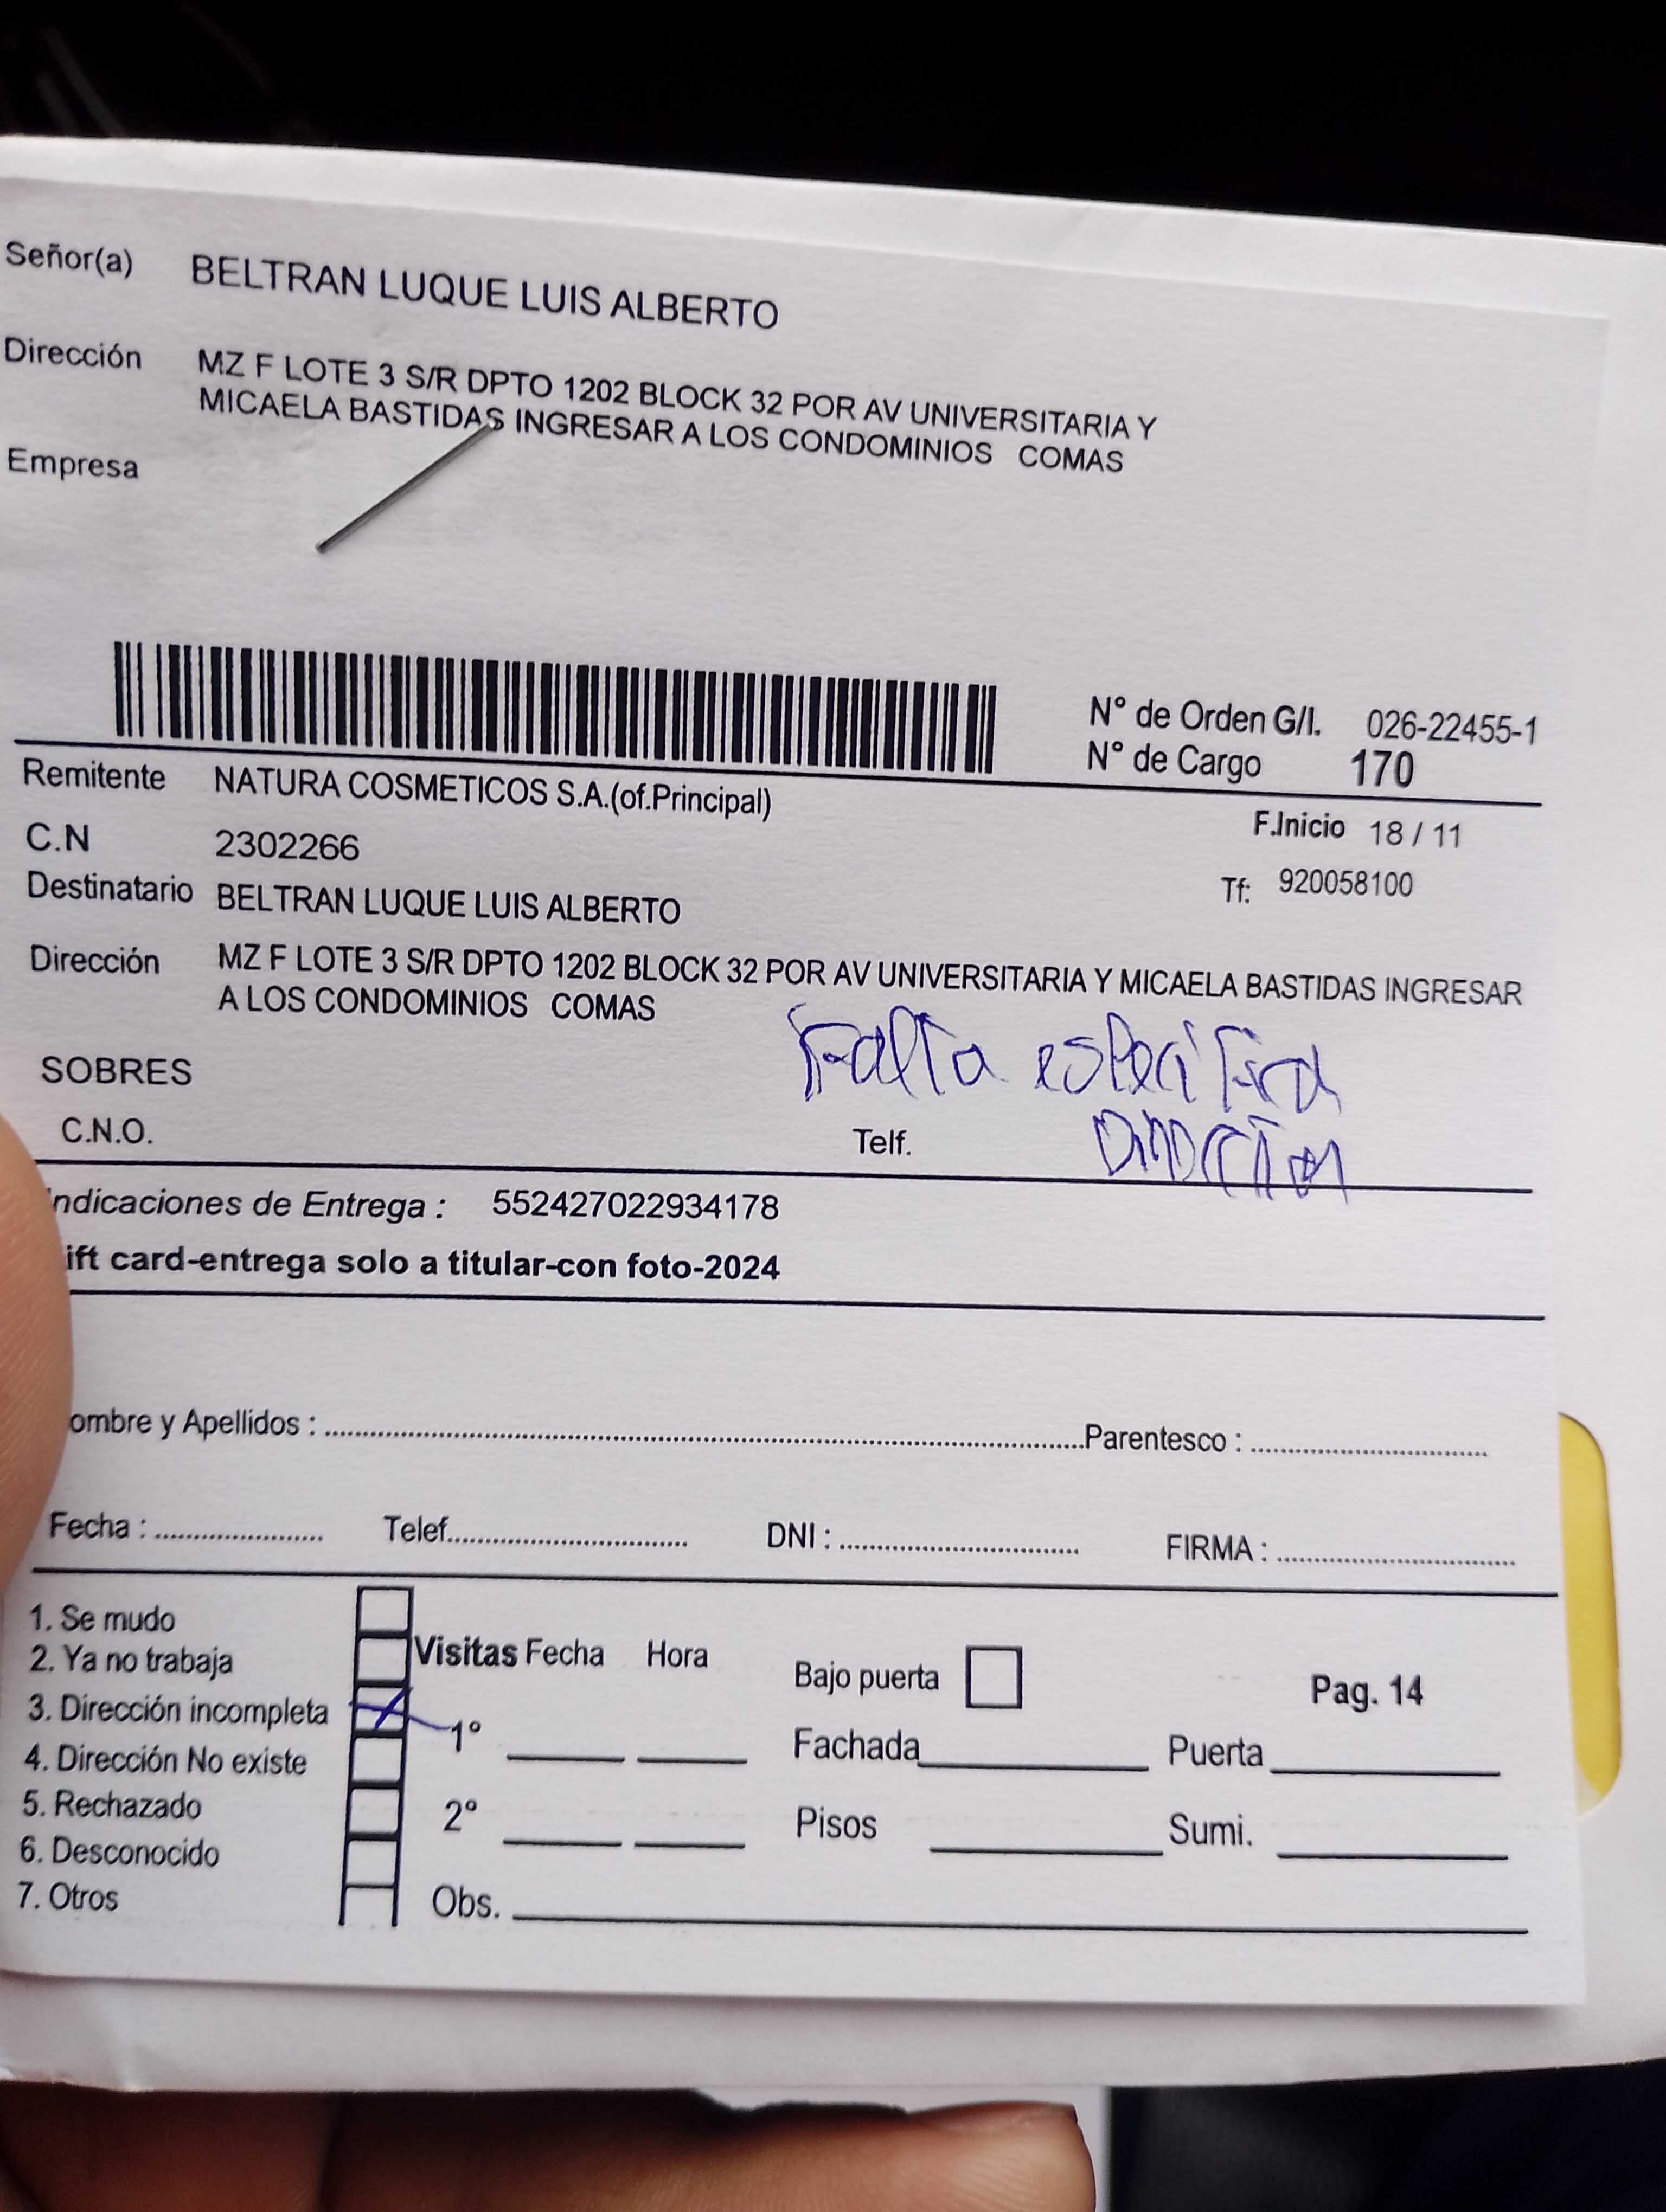 Señor(a) BELTRAN LUQUE LUIS ALBERTO
Dirección MZ F LOTE 3 S/R DPTO 1202 BLOCK 32 POR AV UNIVERSITARIA Y
MICAELA BASTIDAS INGRESAR A LOS CONDOMINIOS COMAS
Empresa
N° de Orden G/I. 026-22455-1
N° de Cargo 170
Remitente NATURA COSMETICOS S.A.(of.Principal)
F.Inicio 18 / 11
C.N 2302266
Tf: 920058100
Destinatario BELTRAN LUQUE LUIS ALBERTO
Dirección MZ F LOTE 3 S/R DPTO 1202 BLOCK 32 POR AV UNIVERSITARIA Y MICAELA BASTIDAS INGRESAR
A LOS CONDOMINIOS COMAS
Falta
SOBRES
C.N.O. Telf.
ndicaciones de Entrega : 552427022934178
ift card-entrega solo a titular-con foto-2024
ombre y Apellidos : Parentesco :
Fecha : Telef. DNI : FIRMA :
1. Se mudo
2. Ya no trabaja
3. Dirección incompleta
4. Dirección No existe
5. Rechazado
6. Desconocido
7. Otros
Visitas Fecha Hora
1°
2°
Obs.
Bajo puerta
Pag. 14
Fachada Puerta
Pisos Sumi.